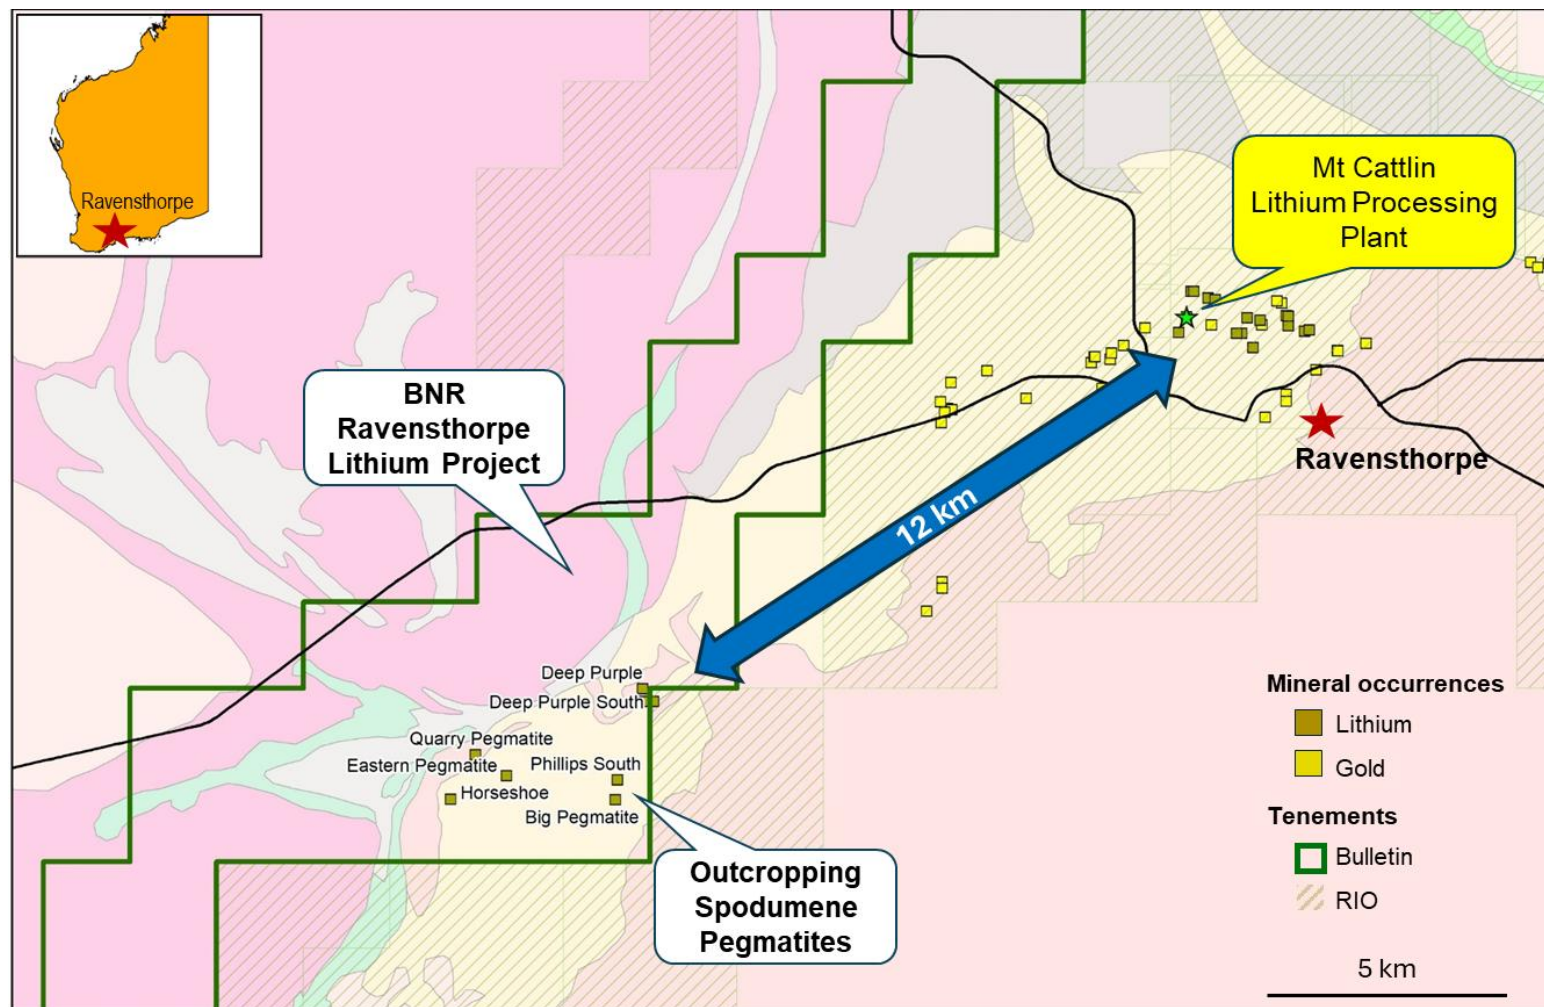 Ravensthorpe
Mt Cattlin
Lithium Processing
Plant
BNR
Ravensthorpe
Lithium Project
Ravensthorpe
12 km
Deep Purple
Deep Purple South
Quarry Pegmatite
Eastern Pegmatite
Phillips South
Horseshoe
Big Pegmatite
Outcropping
Spodumene
Pegmatites
Mineral occurrences
Lithium
Gold
Tenements
Bulletin
RIO
5 km